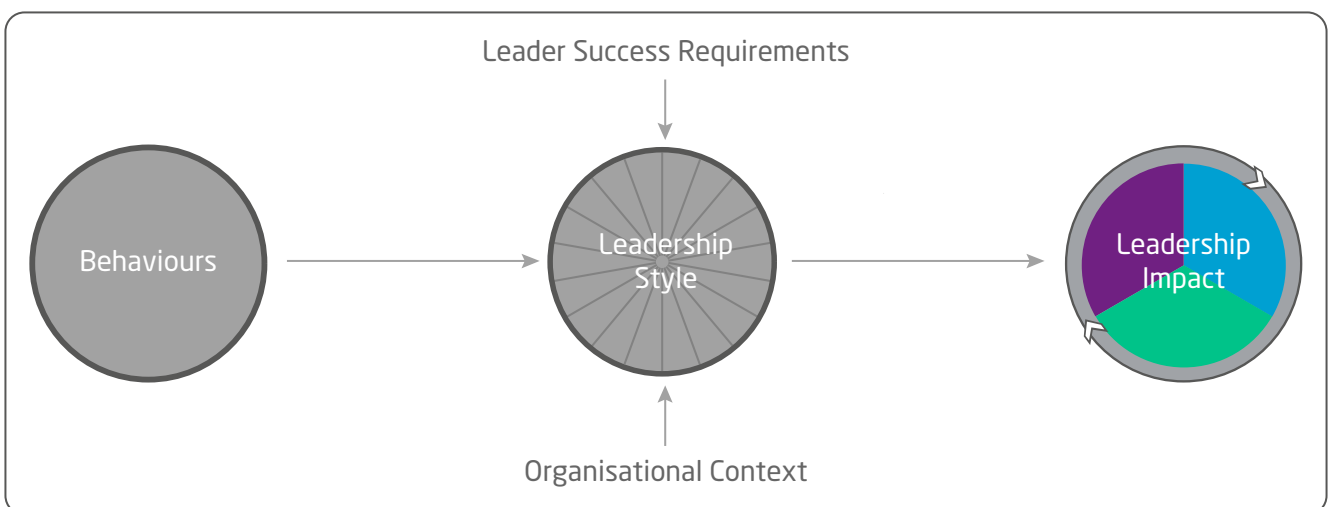 Leader Success Requirements
Behaviours
Leadership
Style
Leadership
Impact
Organisational Context